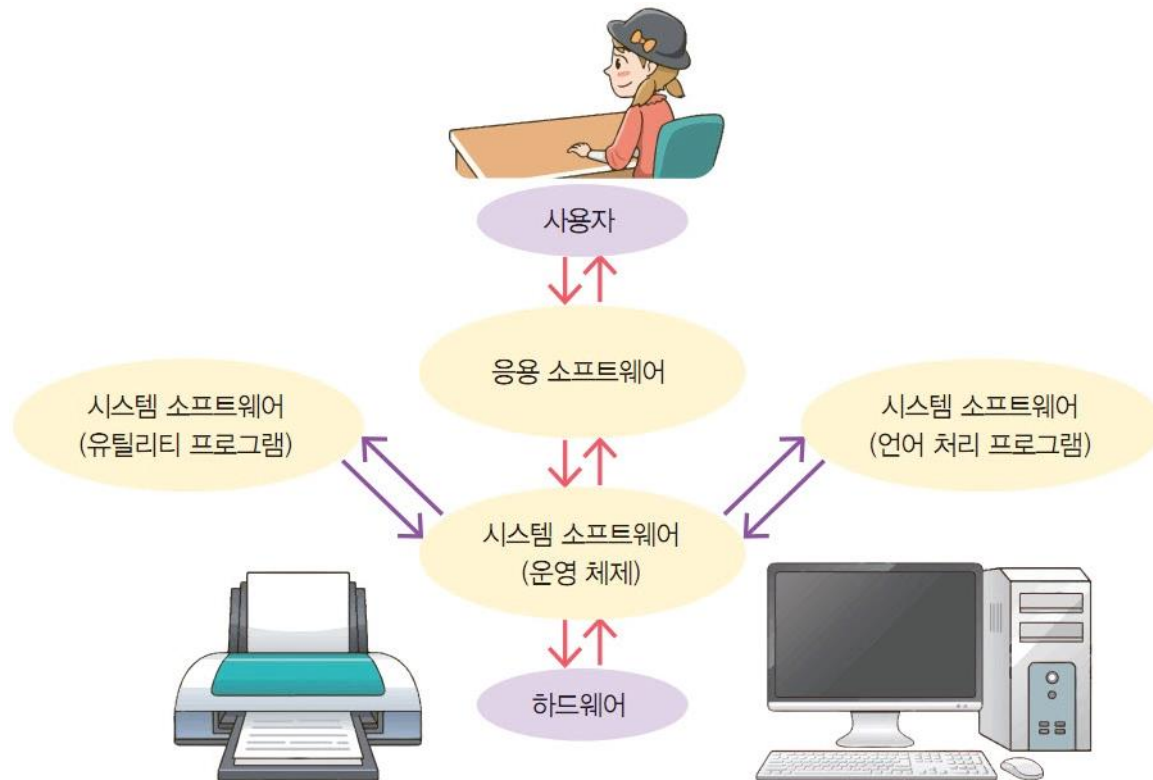 사용자
응용 소프트웨어
시스템 소프트웨어
(유틸리티 프로그램)
시스템 소프트웨어
(언어 처리 프로그램)
시스템 소프트웨어
(운영 체제)
하드웨어